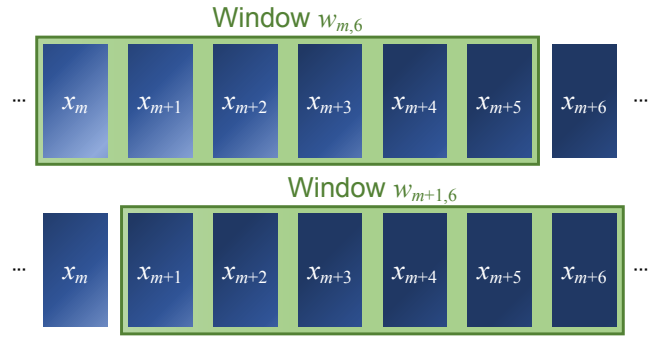 Window w_{m,6}
... x_m x_{m+1} x_{m+2} x_{m+3} x_{m+4} x_{m+5} x_{m+6} ...
Window w_{m+1,6}
... x_m x_{m+1} x_{m+2} x_{m+3} x_{m+4} x_{m+5} x_{m+6} ...